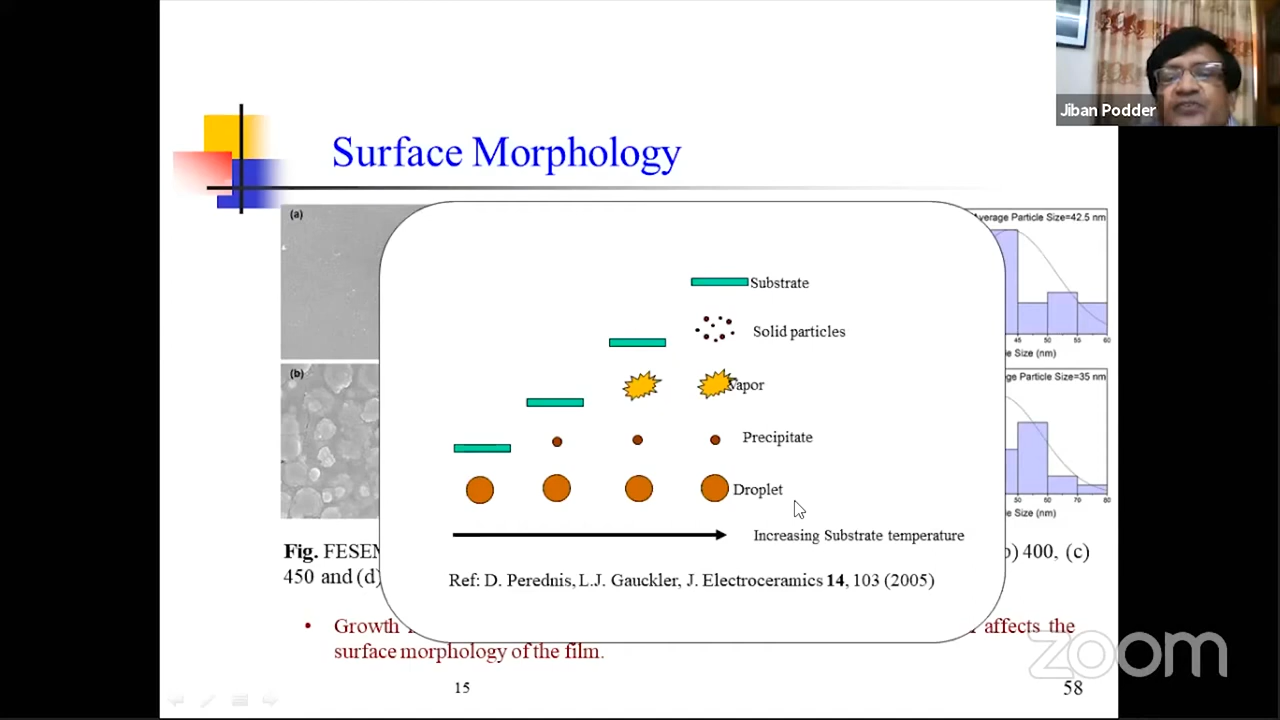 Jiban Podder
Surface Morphology
(a)
Average Particle Size=42.5 nm
Substrate
Solid particles
45 50 55 60
e Size (nm)
(b)
ge Particle Size=35 nm
Vapor
Precipitate
Droplet
50 60 70 80
e Size (nm)
Increasing Substrate temperature
Fig. FESEM
) 400, (c)
450 and (d)
Ref: D. Perednis, L.J. Gauckler, J. Electroceramics 14, 103 (2005)
• Growth affects the
surface morphology of the film.
zoom
15
58